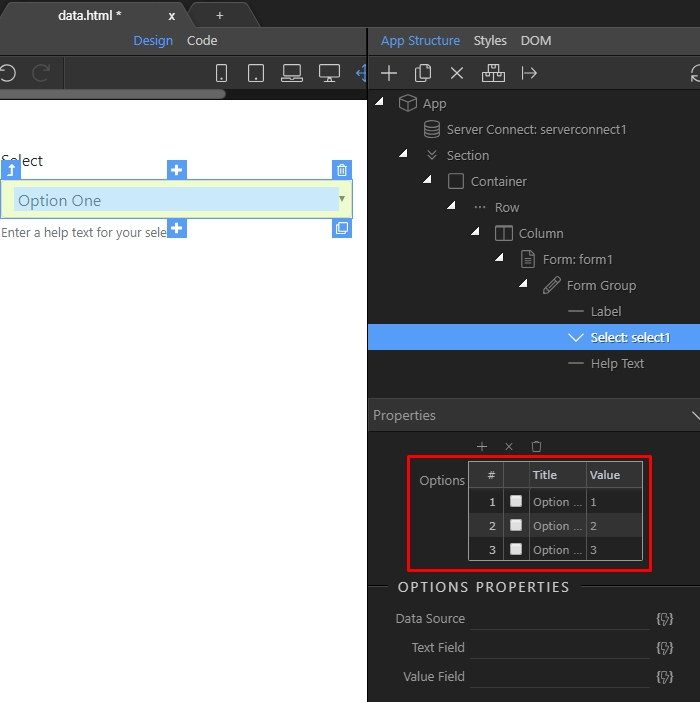 data.html * x +
Design Code
Select
Option One
Enter a help text for your sele
App Structure Styles DOM
App
Server Connect: serverconnect1
Section
Container
Row
Column
Form: form1
Form Group
Label
Select: select1
Help Text
Properties
Options
# Title Value
1 Option ... 1
2 Option ... 2
3 Option ... 3
OPTIONS PROPERTIES
Data Source
Text Field
Value Field